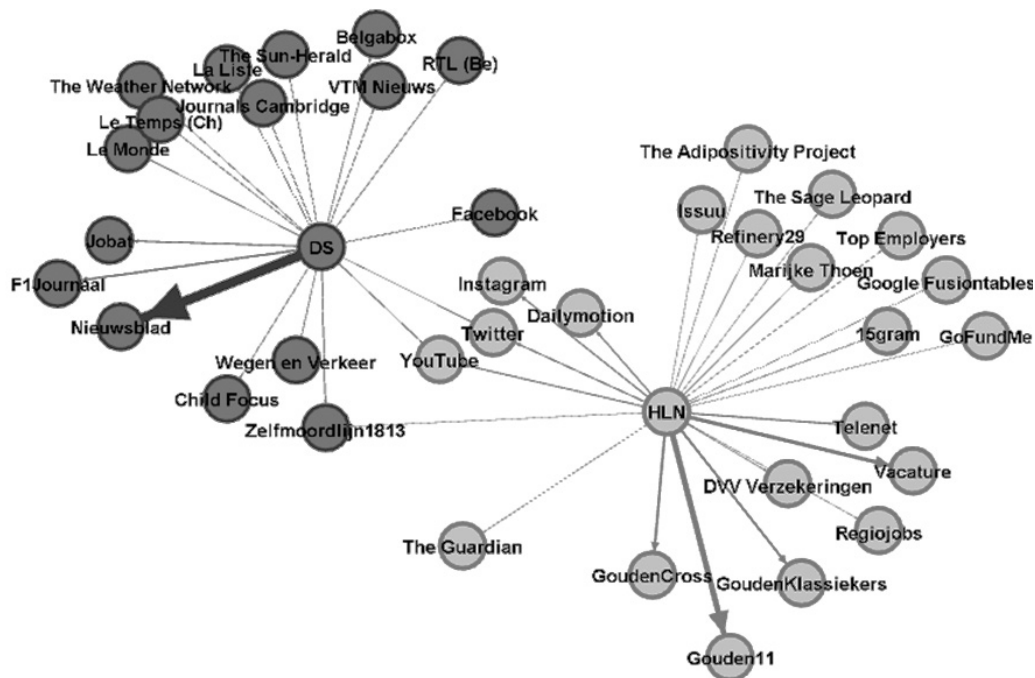 Belgabox
The Sun-Herald
RTL (Be)
La Liste
The Weather Network
VTM Nieuws
Journals Cambridge
Le Temps (Ch)
Le Monde
The Adipositivity Project
The Sage Leopard
Issuu
Facebook
Refinery29
Top Employers
Jobat
DS
Marijke Thoen
F1Journaal
Instagram
Google Fusiontables
Dailymotion
Nieuwsblad
Twitter
15gram
GoFundMe
Wegen en Verkeer
YouTube
Child Focus
HLN
Zelfmoordlijn1813
Telenet
Vacature
DVV Verzekeringen
Regiojobs
The Guardian
GoudenCross
GoudenKlassiekers
Gouden11